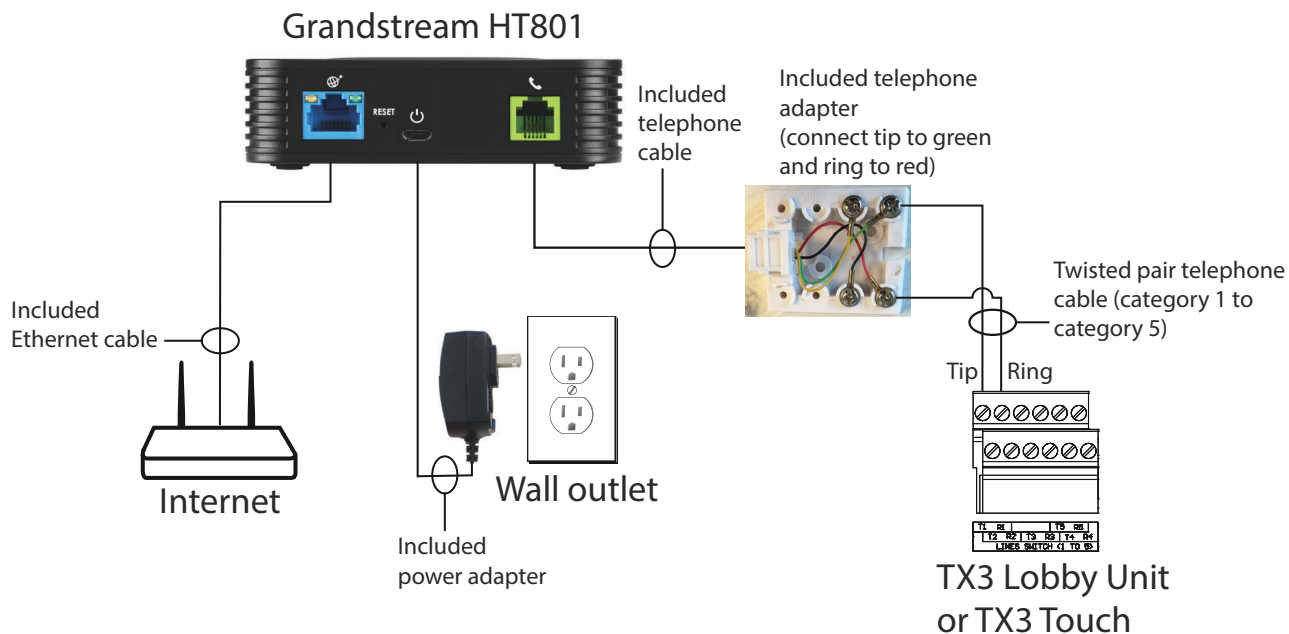 Grandstream HT801
RESET
Included
telephone
cable
Included telephone
adapter
(connect tip to green
and ring to red)
Included
Ethernet cable
Twisted pair telephone
cable (category 1 to
category 5)
Tip
Ring
Internet
Wall outlet
Included
power adapter
T1 R1 T5 R5
T2 R2 T3 R3 T4 R4
LINES SWITCH (1 TO 5)
TX3 Lobby Unit
or TX3 Touch